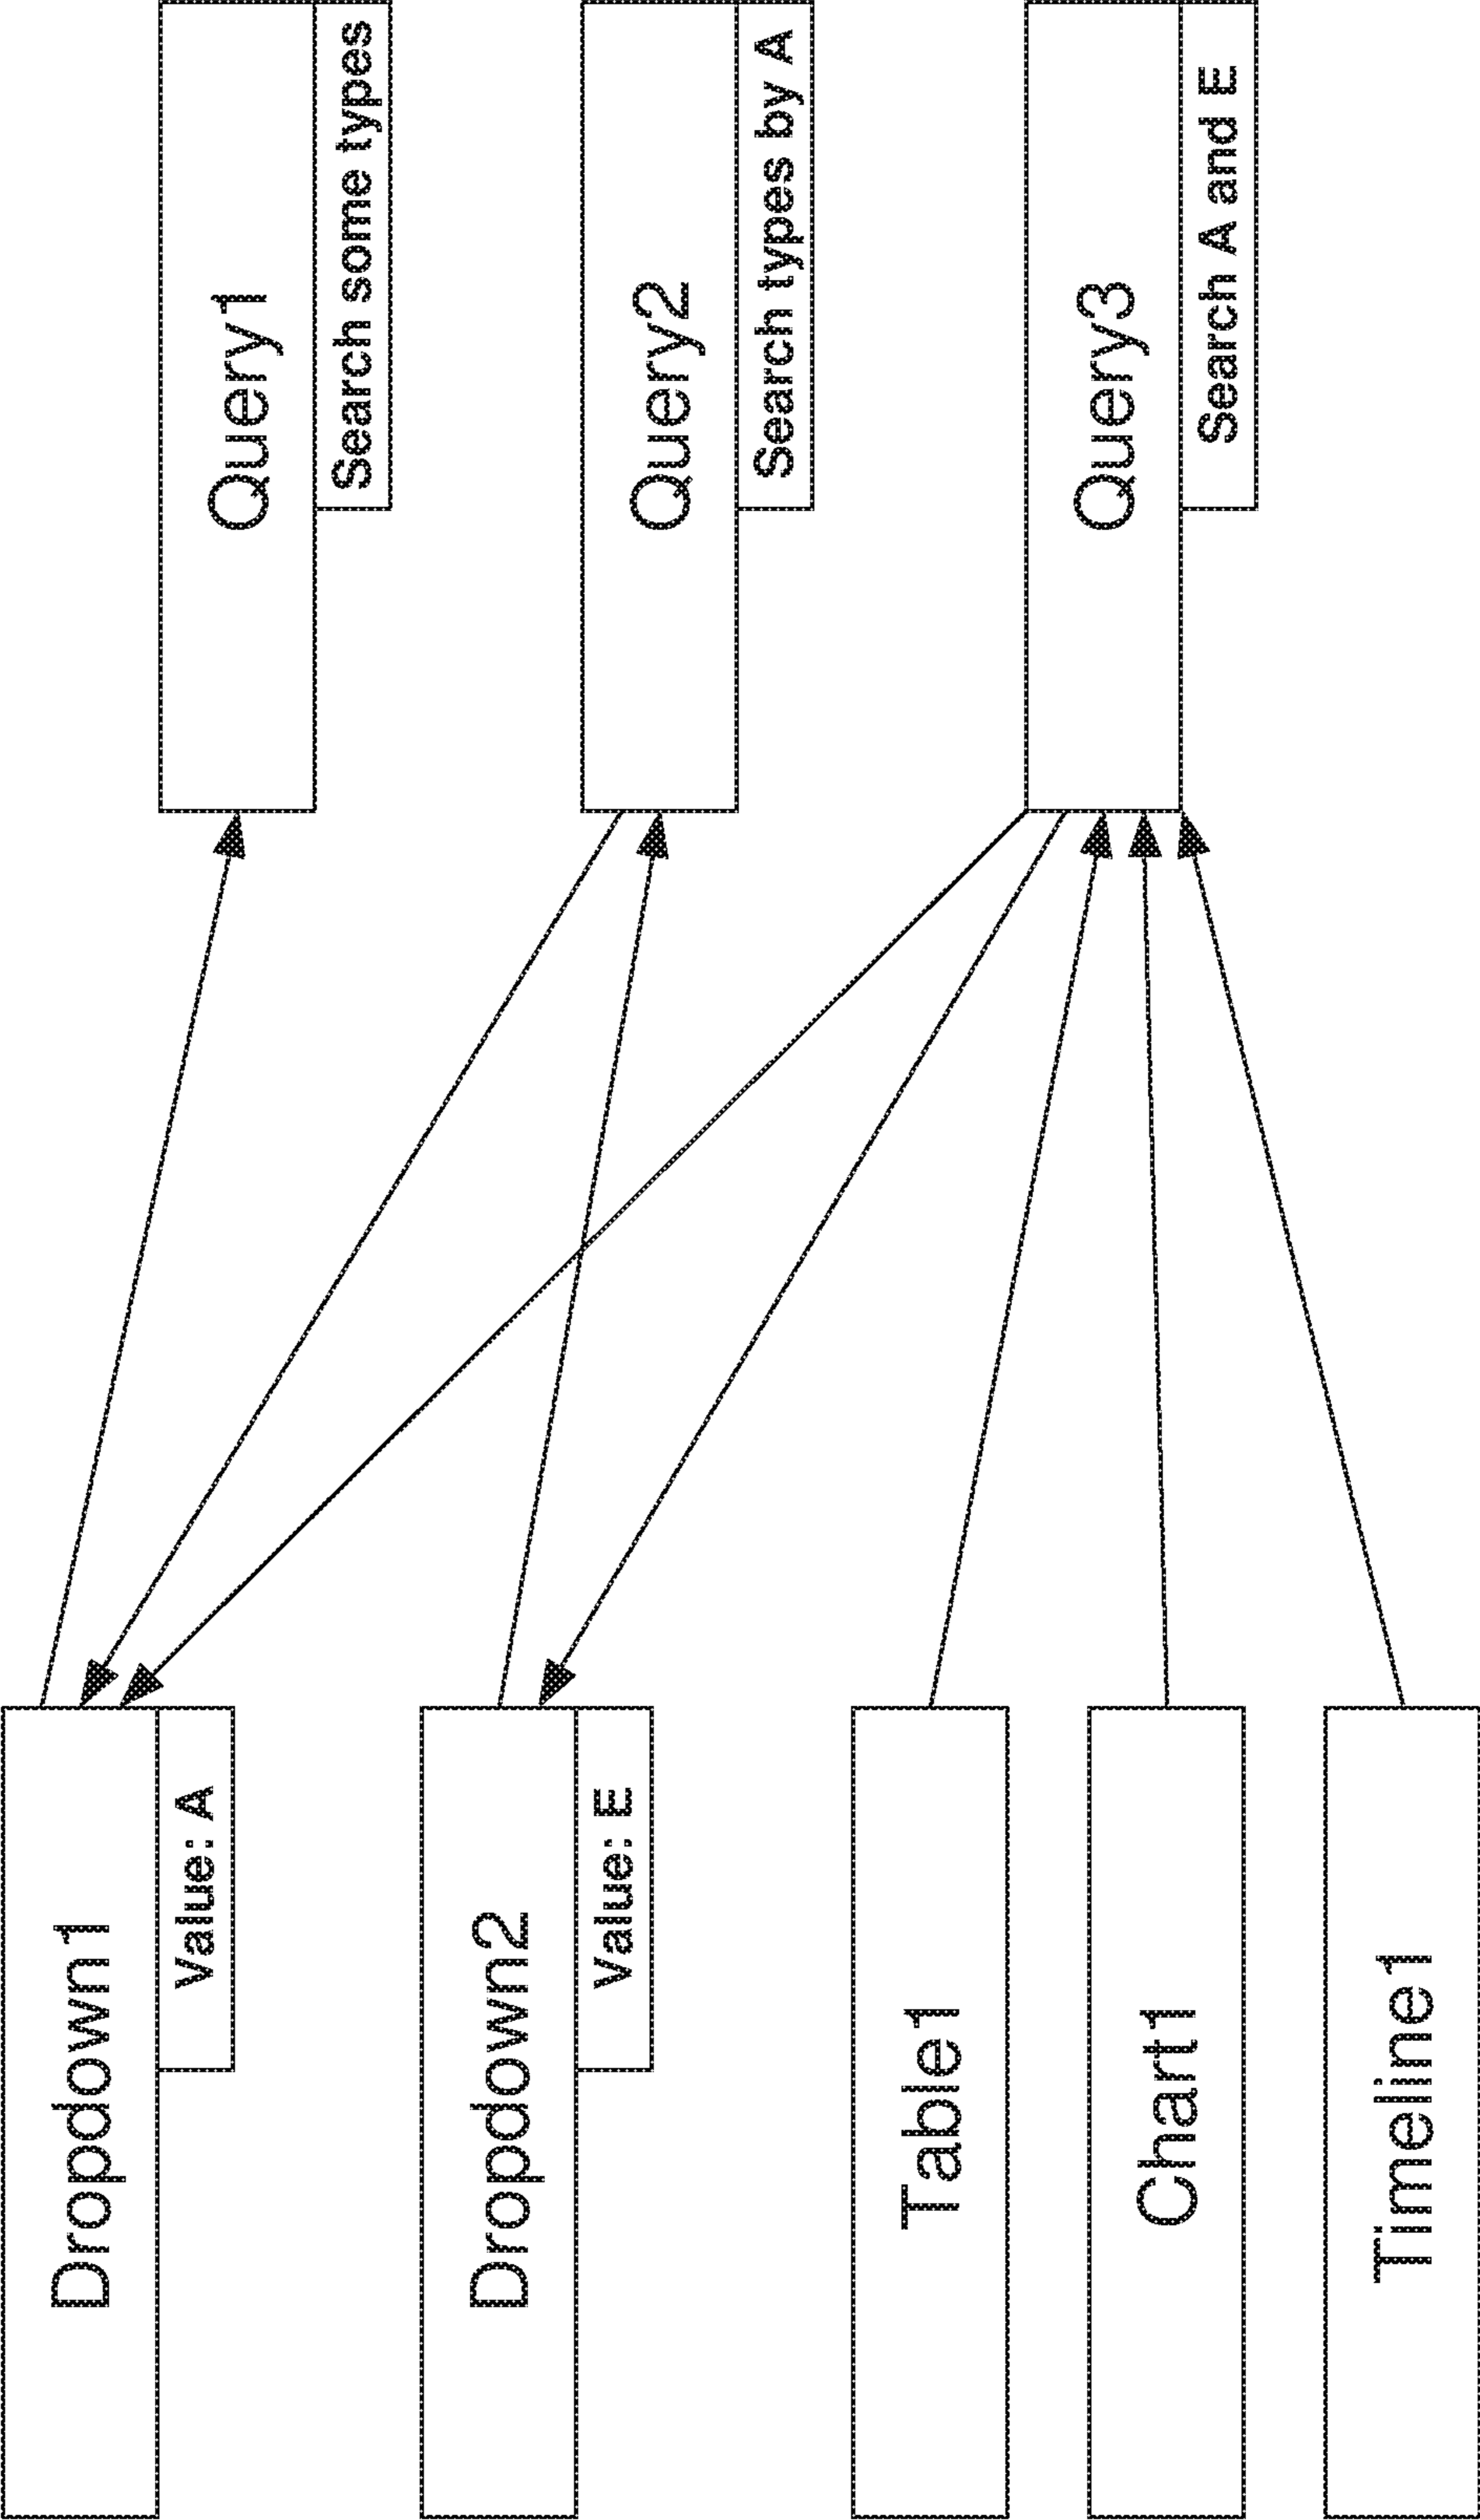 Dropdown1
Value: A
Dropdown2
Value: E
Table1
Chart1
Timeline1
Query1
Search some types
Query2
Search types by A
Query3
Search A and E